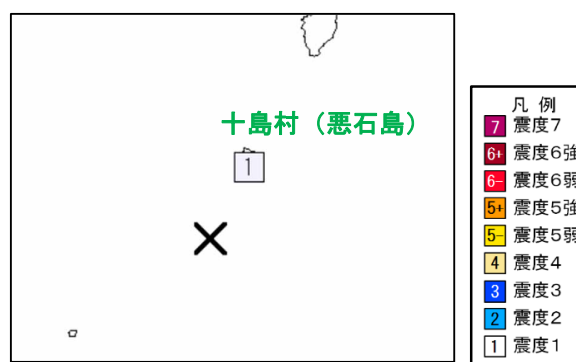 十島村（悪石島）
1
凡 例
7 震度7
6+ 震度6強
6- 震度6弱
5+ 震度5強
5- 震度5弱
4 震度4
3 震度3
2 震度2
1 震度1